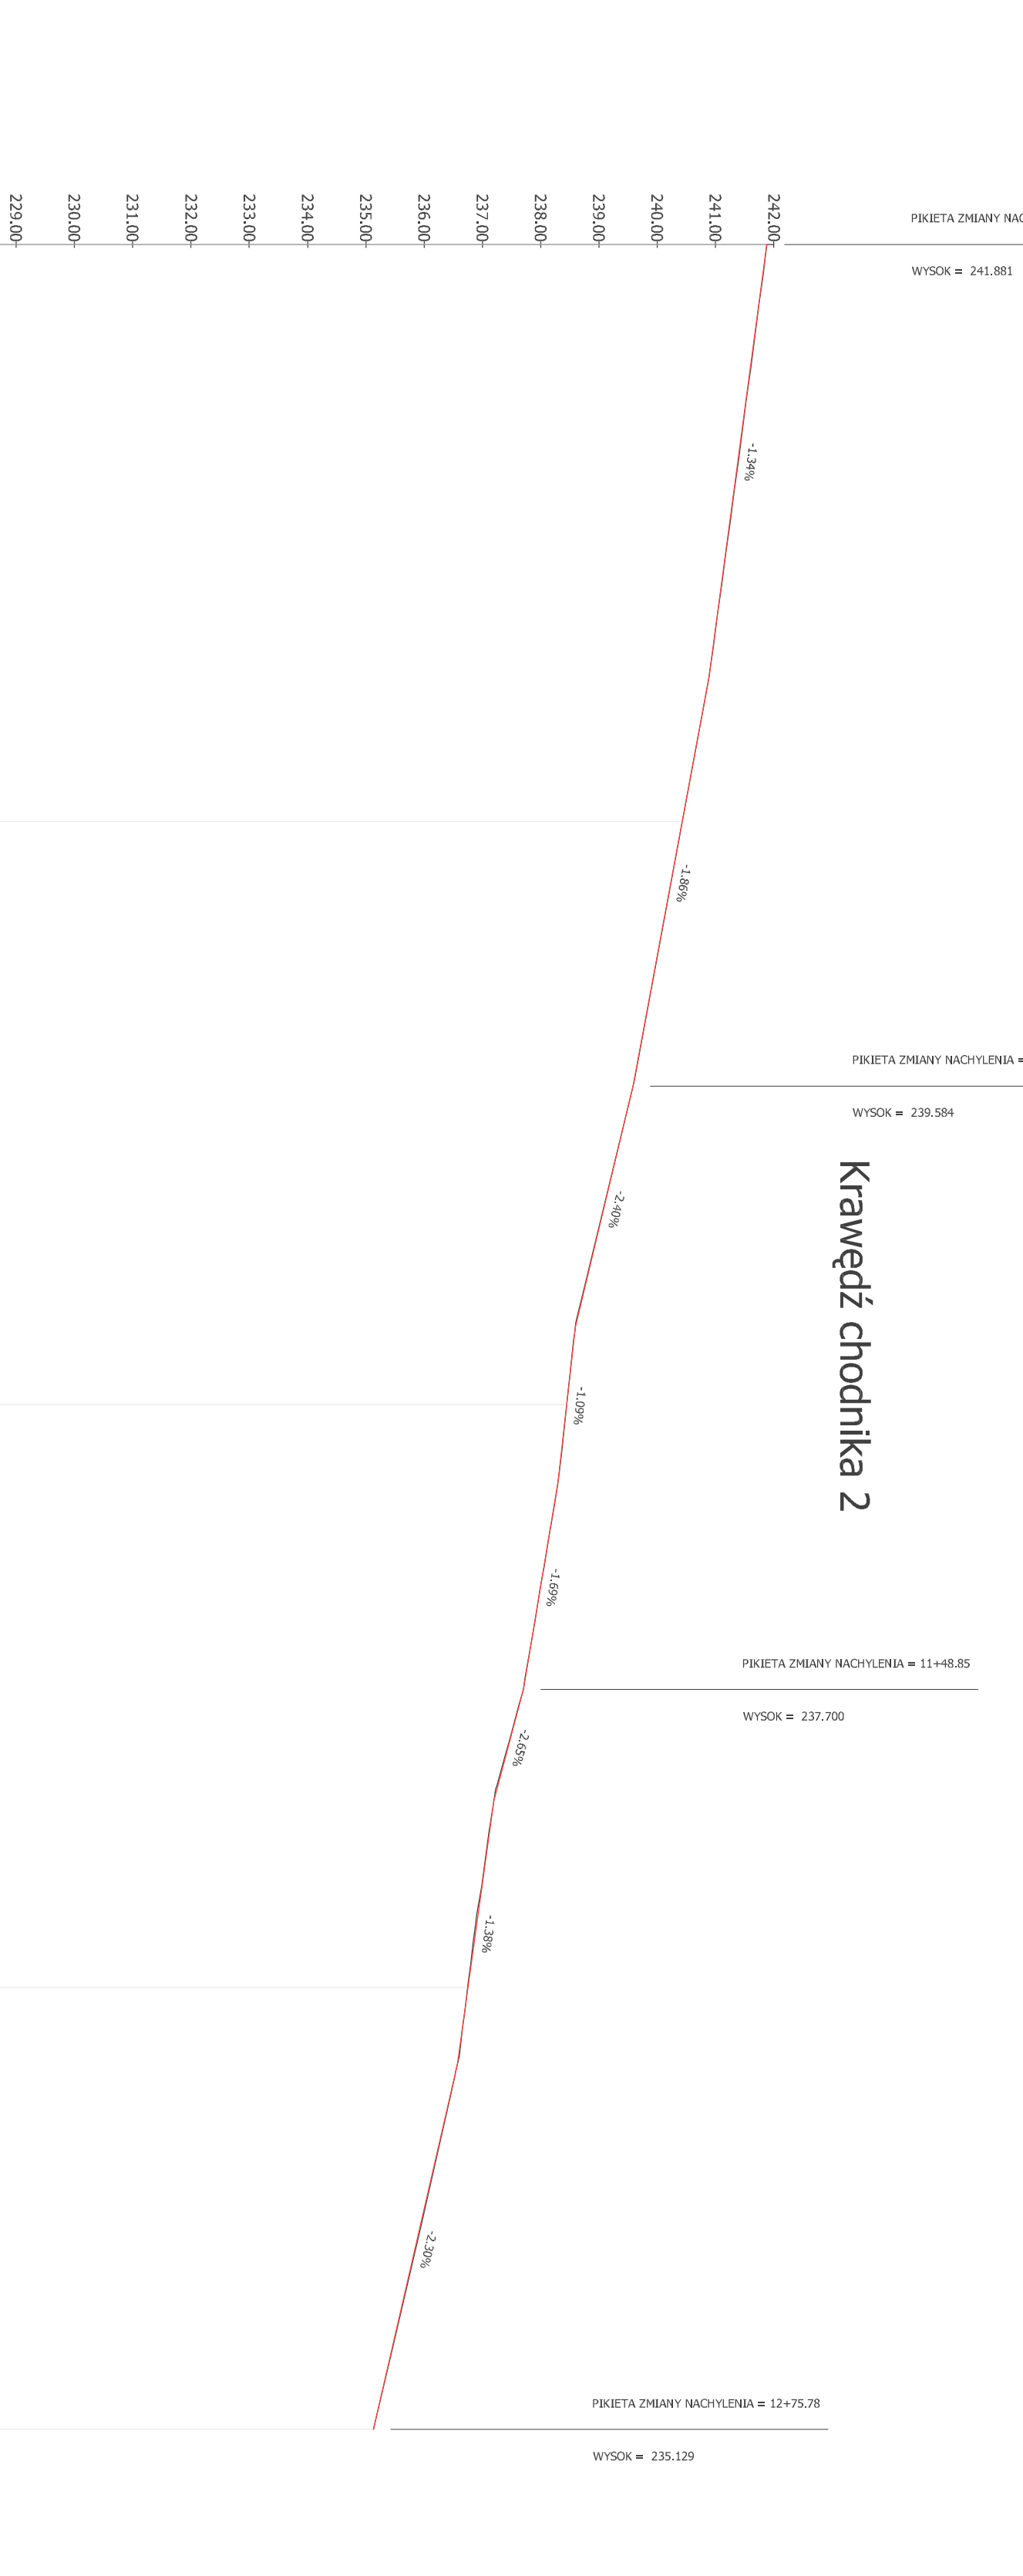 229.00
230.00
231.00
232.00
233.00
234.00
235.00
236.00
237.00
238.00
239.00
240.00
241.00
242.00
PIKIETA ZMIANY NAC
WYSOK = 241.881
-1.34%
-1.86%
PIKIETA ZMIANY NACHYLENIA =
WYSOK = 239.584
Krawędź chodnika 2
-2.40%
-1.09%
-1.69%
PIKIETA ZMIANY NACHYLENIA = 11+48.85
WYSOK = 237.700
-2.65%
-1.38%
-2.30%
PIKIETA ZMIANY NACHYLENIA = 12+75.78
WYSOK = 235.129